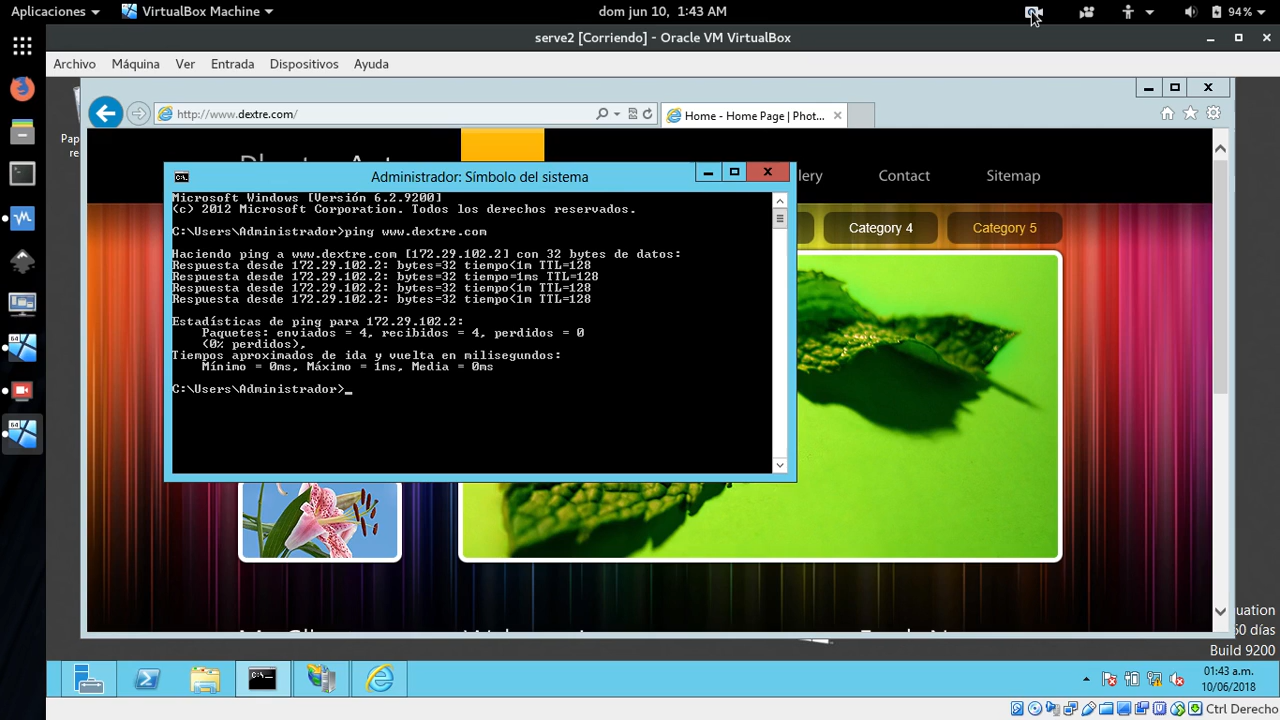 Aplicaciones
VirtualBox Machine
dom jun 10, 1:43 AM
94%
serve2 [Corriendo] - Oracle VM VirtualBox
Archivo Máquina Ver Entrada Dispositivos Ayuda
http://www.dextre.com/
Home - Home Page | Phot...
Contact
Sitemap
Category 4
Category 5
Administrador: Símbolo del sistema
Microsoft Windows [Versión 6.2.9200]
(c) 2012 Microsoft Corporation. Todos los derechos reservados.
C:\Users\Administrador>ping www.dextre.com
Haciendo ping a www.dextre.com [172.29.102.2] con 32 bytes de datos:
Respuesta desde 172.29.102.2: bytes=32 tiempo<1m TTL=128
Respuesta desde 172.29.102.2: bytes=32 tiempo=1ms TTL=128
Respuesta desde 172.29.102.2: bytes=32 tiempo<1m TTL=128
Respuesta desde 172.29.102.2: bytes=32 tiempo<1m TTL=128
Estadísticas de ping para 172.29.102.2:
Paquetes: enviados = 4, recibidos = 4, perdidos = 0
(0% perdidos),
Tiempos aproximados de ida y vuelta en milisegundos:
Mínimo = 0ms, Máximo = 1ms, Media = 0ms
C:\Users\Administrador>_
Build 9200
01:43 a.m.
10/06/2018
Ctrl Derecho